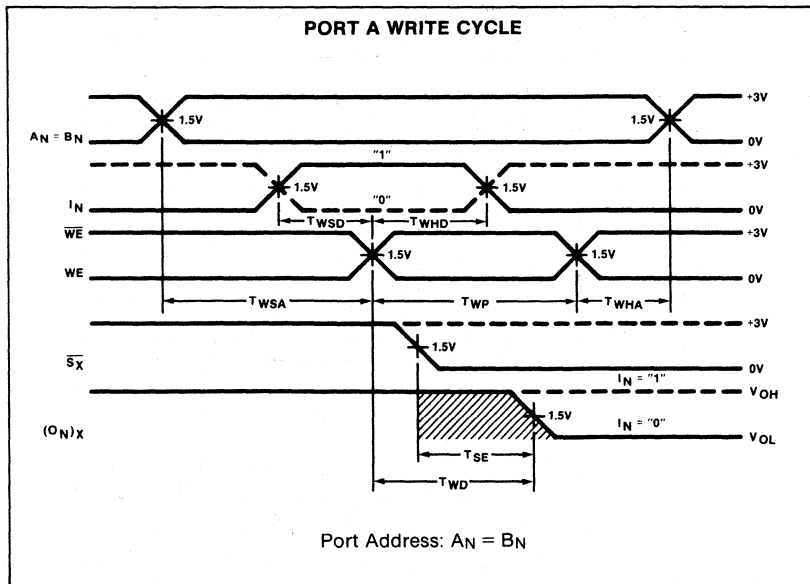 PORT A WRITE CYCLE
+3V
1.5V 1.5V
AN = BN 0V
"1" +3V
1.5V 1.5V
IN "0" 0V
TWSD TWHD
WE +3V
1.5V 1.5V
WE 0V
TWSA TWP TWHA
+3V
1.5V
SX 0V
IN = "1"
VOH
1.5V
(ON)X IN = "0" VOL
TSE
TWD
Port Address: AN = BN